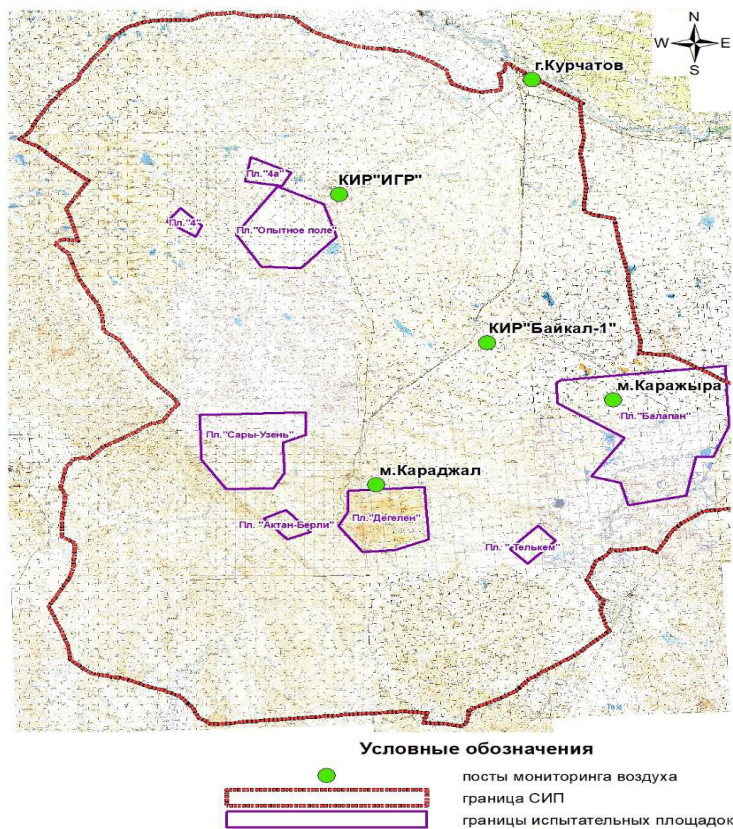 N
W E
S
г.Курчатов
Пл."4а"
КИР"ИГР"
Пл."4"
Пл."Опытное поле"
КИР"Байкал-1"
м.Каражыра
Пл."Балапан"
Пл."Сары-Узень"
м.Караджал
Пл."Дегелен"
Пл. "Актан-Берли"
Пл. "Телькем"
Text
Условные обозначения
посты мониторинга воздуха
граница СИП
границы испытательных площадок